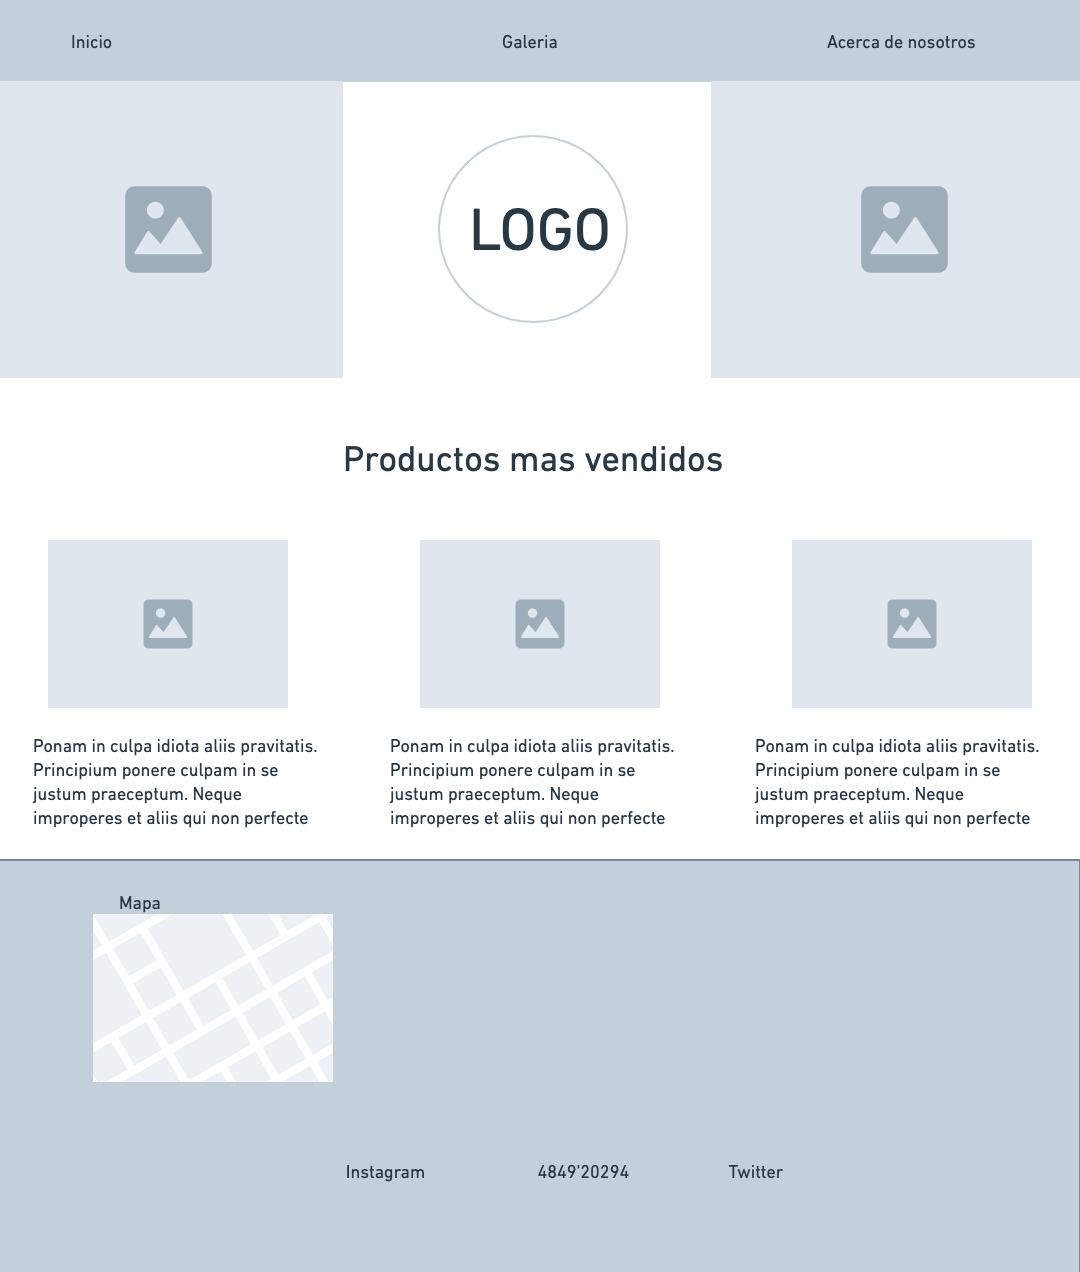 Inicio
Galeria
Acerca de nosotros
LOGO
Productos mas vendidos
Ponam in culpa idiota aliis pravitatis.
Principium ponere culpam in se
justum praeceptum. Neque
improperes et aliis qui non perfecte
Ponam in culpa idiota aliis pravitatis.
Principium ponere culpam in se
justum praeceptum. Neque
improperes et aliis qui non perfecte
Ponam in culpa idiota aliis pravitatis.
Principium ponere culpam in se
justum praeceptum. Neque
improperes et aliis qui non perfecte
Mapa
Instagram
4849'20294
Twitter